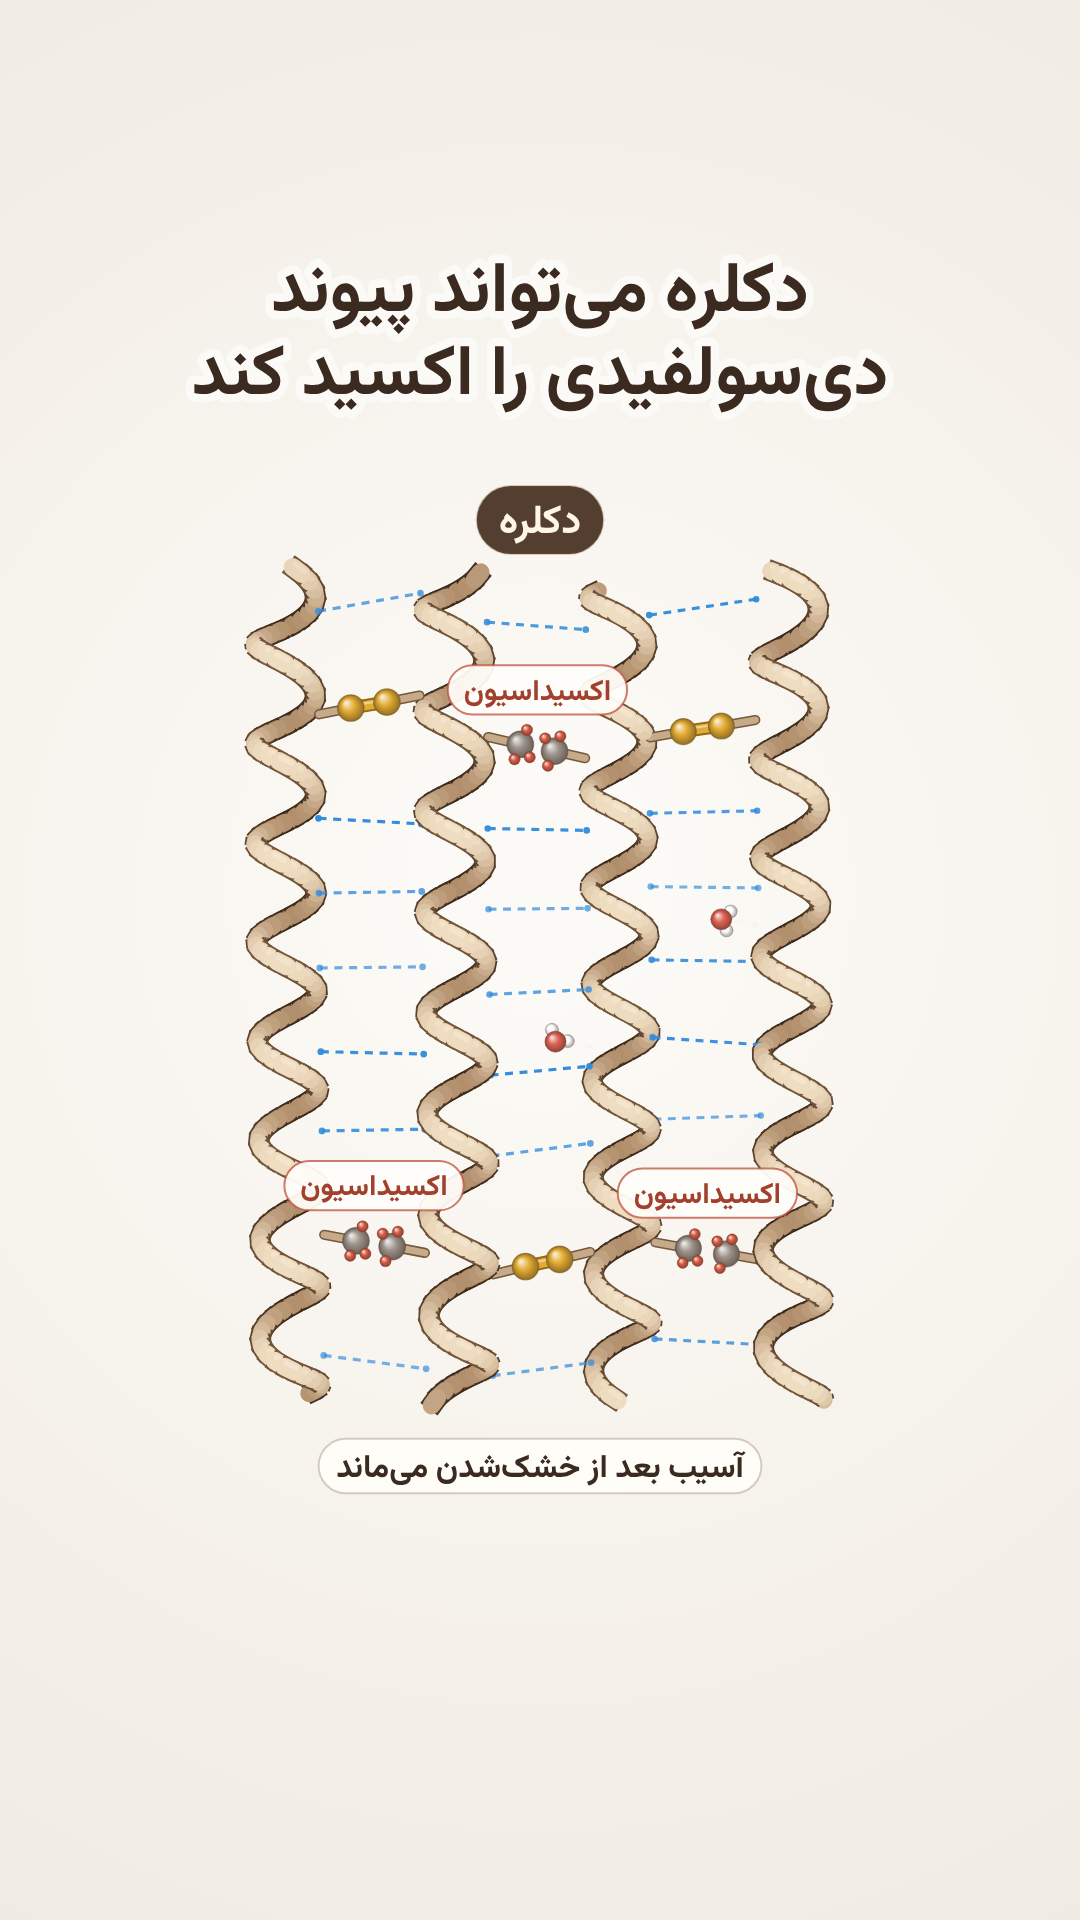 دکلره می‌تواند پیوند
دی‌سولفیدی را اکسید کند
دکلره
اکسیداسیون
اکسیداسیون
اکسیداسیون
آسیب بعد از خشک‌شدن می‌ماند